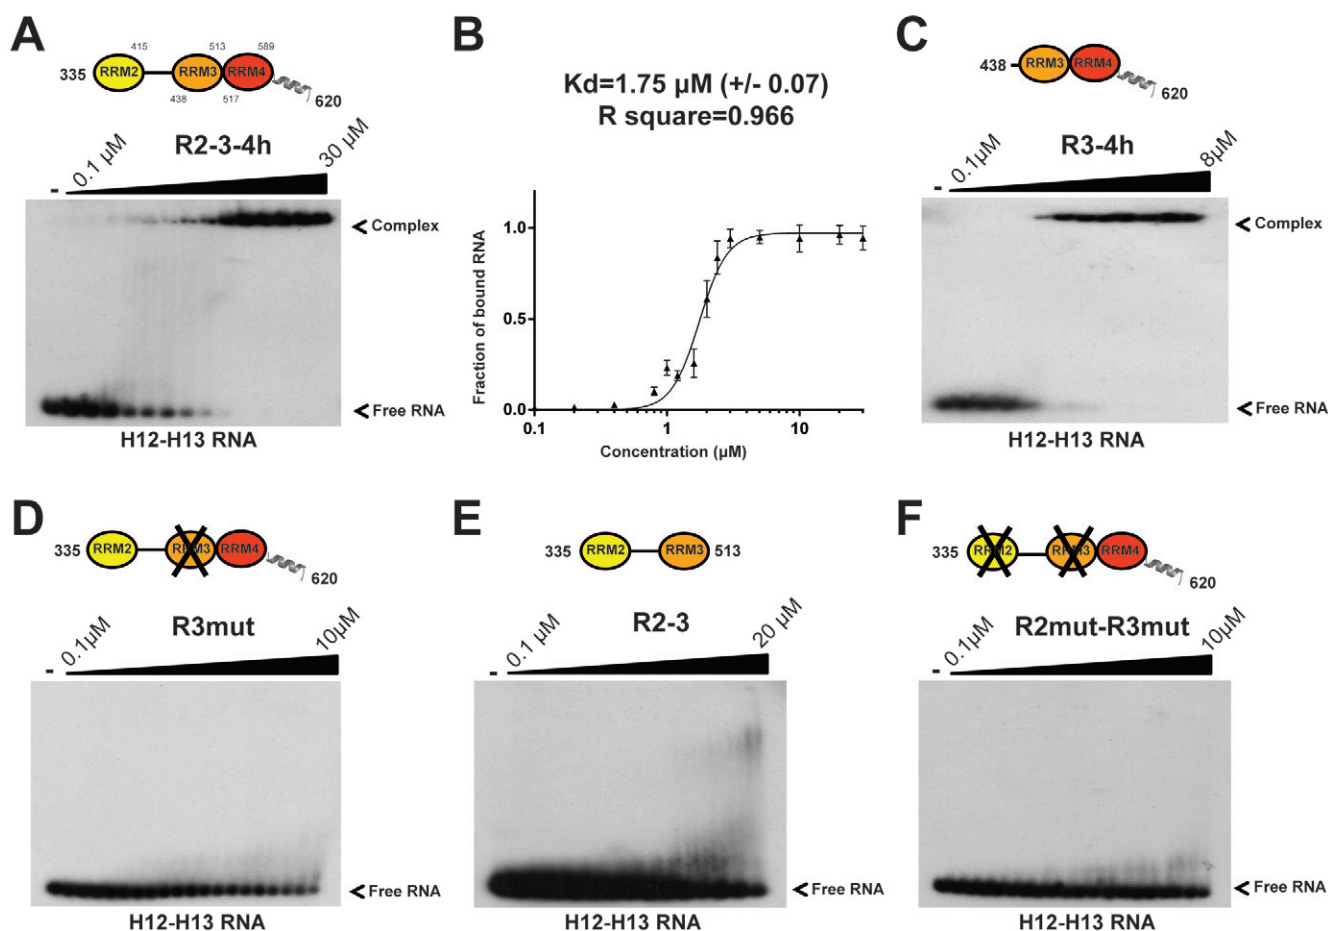 A
415 513 589
335 RRM2 RRM3 RRM4
438 517 620
R2-3-4h
- 0.1 µM 30 µM
Complex
Free RNA
H12-H13 RNA
B
Kd=1.75 µM (+/- 0.07)
R square=0.966
Fraction of bound RNA
1.0
0.5
0.0
0.1 1 10
Concentration (µM)
C
438 RRM3 RRM4
620
R3-4h
- 0.1µM 8µM
Complex
Free RNA
H12-H13 RNA
D
335 RRM2 RRM3 RRM4
620
R3mut
- 0.1µM 10µM
Free RNA
H12-H13 RNA
E
335 RRM2 RRM3 513
R2-3
- 0.1 µM 20 µM
Free RNA
H12-H13 RNA
F
335 RRM2 RRM3 RRM4
620
R2mut-R3mut
- 0.1µM 10µM
Free RNA
H12-H13 RNA